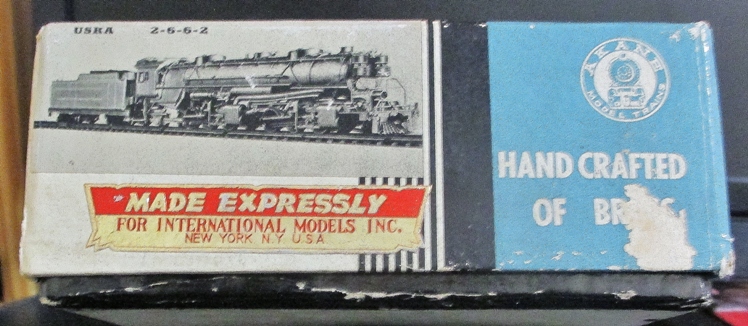 USRA 2-6-6-2
MADE EXPRESSLY
FOR INTERNATIONAL MODELS INC.
NEW YORK N.Y. U.S.A
AKANE
MODEL TRAINS
HAND CRAFTED
OF